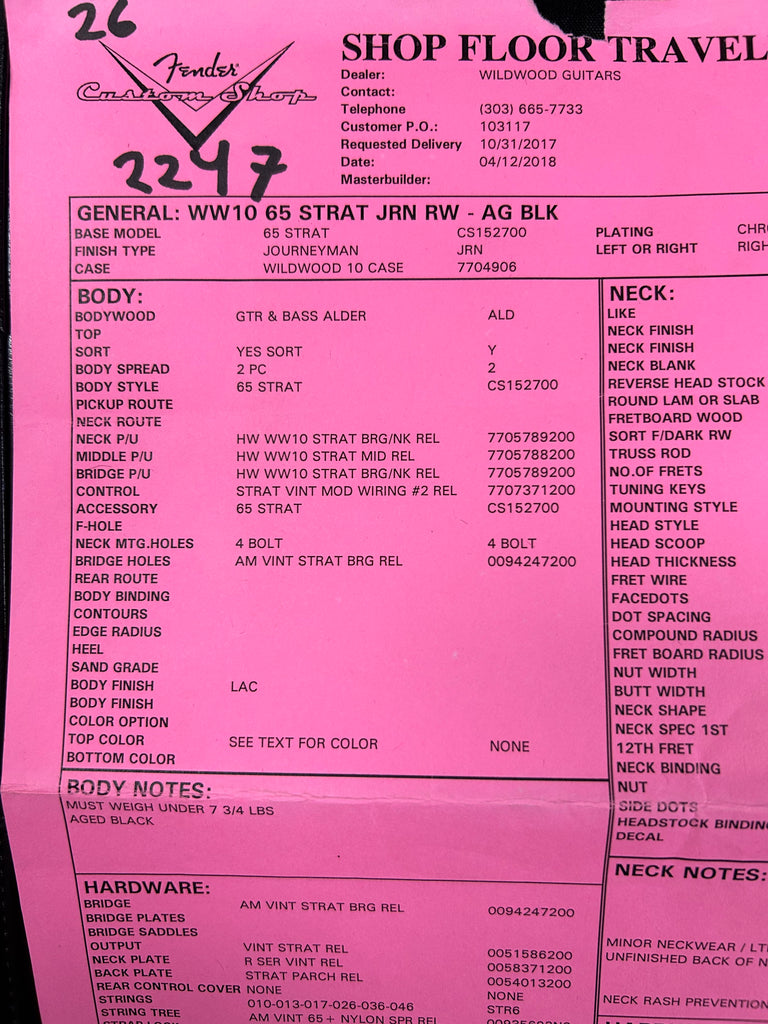 26
Fender
Custom Shop
2247
SHOP FLOOR TRAVEL
Dealer: WILDWOOD GUITARS
Contact:
Telephone (303) 665-7733
Customer P.O.: 103117
Requested Delivery 10/31/2017
Date: 04/12/2018
Masterbuilder:
GENERAL: WW10 65 STRAT JRN RW - AG BLK
BASE MODEL 65 STRAT CS152700 PLATING CHR
FINISH TYPE JOURNEYMAN JRN LEFT OR RIGHT RIGH
CASE WILDWOOD 10 CASE 7704906
BODY:
BODYWOOD GTR & BASS ALDER ALD
TOP
SORT YES SORT Y
BODY SPREAD 2 PC 2
BODY STYLE 65 STRAT CS152700
PICKUP ROUTE
NECK ROUTE
NECK P/U HW WW10 STRAT BRG/NK REL 7705789200
MIDDLE P/U HW WW10 STRAT MID REL 7705788200
BRIDGE P/U HW WW10 STRAT BRG/NK REL 7705789200
CONTROL STRAT VINT MOD WIRING #2 REL 7707371200
ACCESSORY 65 STRAT CS152700
F-HOLE
NECK MTG.HOLES 4 BOLT 4 BOLT
BRIDGE HOLES AM VINT STRAT BRG REL 0094247200
REAR ROUTE
BODY BINDING
CONTOURS
EDGE RADIUS
HEEL
SAND GRADE
BODY FINISH LAC
BODY FINISH
COLOR OPTION
TOP COLOR SEE TEXT FOR COLOR NONE
BOTTOM COLOR
BODY NOTES:
MUST WEIGH UNDER 7 3/4 LBS
AGED BLACK
HARDWARE:
BRIDGE AM VINT STRAT BRG REL 0094247200
BRIDGE PLATES
BRIDGE SADDLES
OUTPUT VINT STRAT REL 0051586200
NECK PLATE R SER VINT REL 0058371200
BACK PLATE STRAT PARCH REL 0054013200
REAR CONTROL COVER NONE NONE
STRINGS 010-013-017-026-036-046 STR6
STRING TREE AM VINT 65+ NYLON SPR REL
NECK:
LIKE
NECK FINISH
NECK FINISH
NECK BLANK
REVERSE HEAD STOCK
ROUND LAM OR SLAB
FRETBOARD WOOD
SORT F/DARK RW
TRUSS ROD
NO.OF FRETS
TUNING KEYS
MOUNTING STYLE
HEAD STYLE
HEAD SCOOP
HEAD THICKNESS
FRET WIRE
FACEDOTS
DOT SPACING
COMPOUND RADIUS
FRET BOARD RADIUS
NUT WIDTH
BUTT WIDTH
NECK SHAPE
NECK SPEC 1ST
12TH FRET
NECK BINDING
NUT
SIDE DOTS
HEADSTOCK BINDIN
DECAL
NECK NOTES:
MINOR NECKWEAR / LT
UNFINISHED BACK OF N
NECK RASH PREVENTION